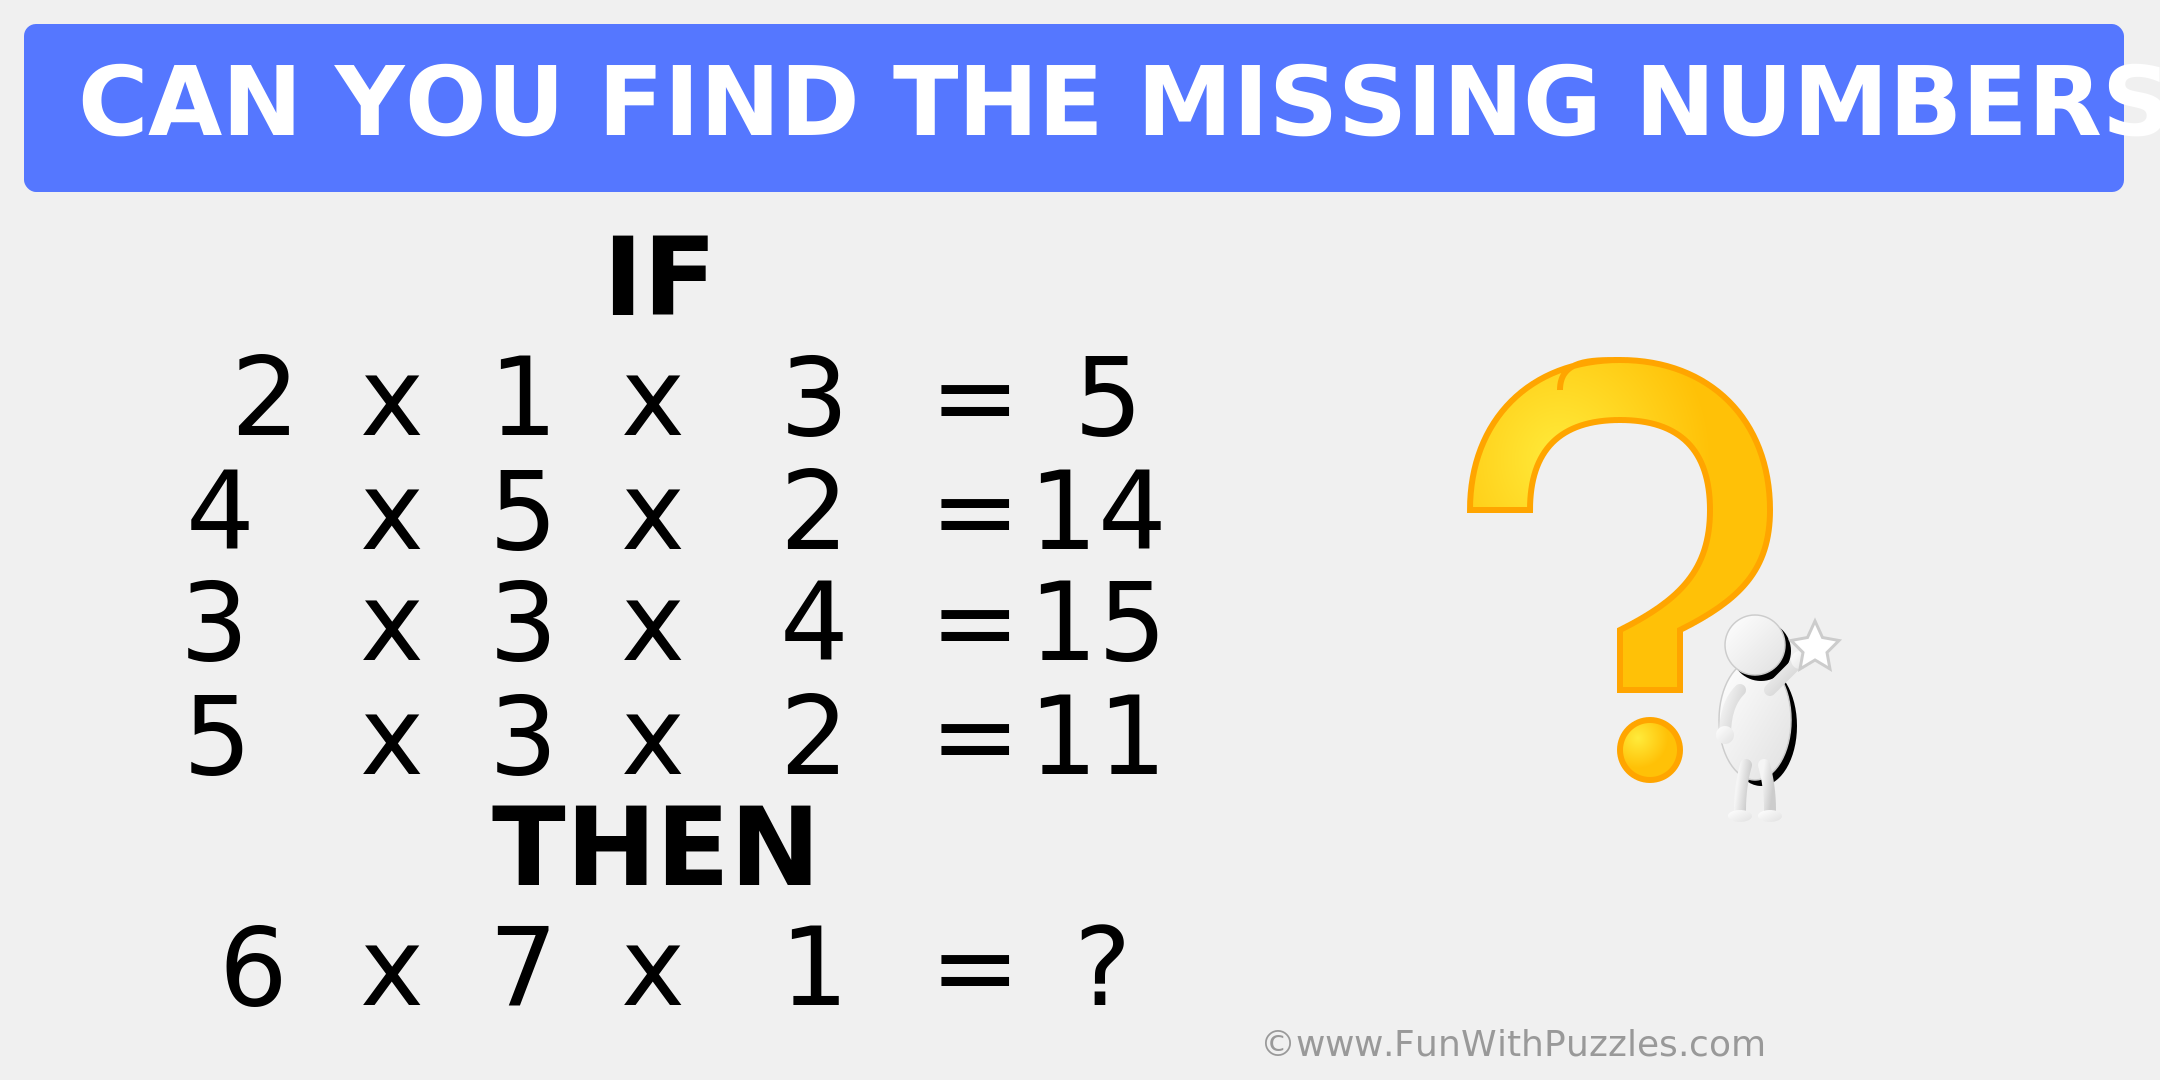 CAN YOU FIND THE MISSING NUMBERS
IF
2 x 1 x 3 = 5
4 x 5 x 2 = 14
3 x 3 x 4 = 15
5 x 3 x 2 = 11
THEN
6 x 7 x 1 = ?
©www.FunWithPuzzles.com